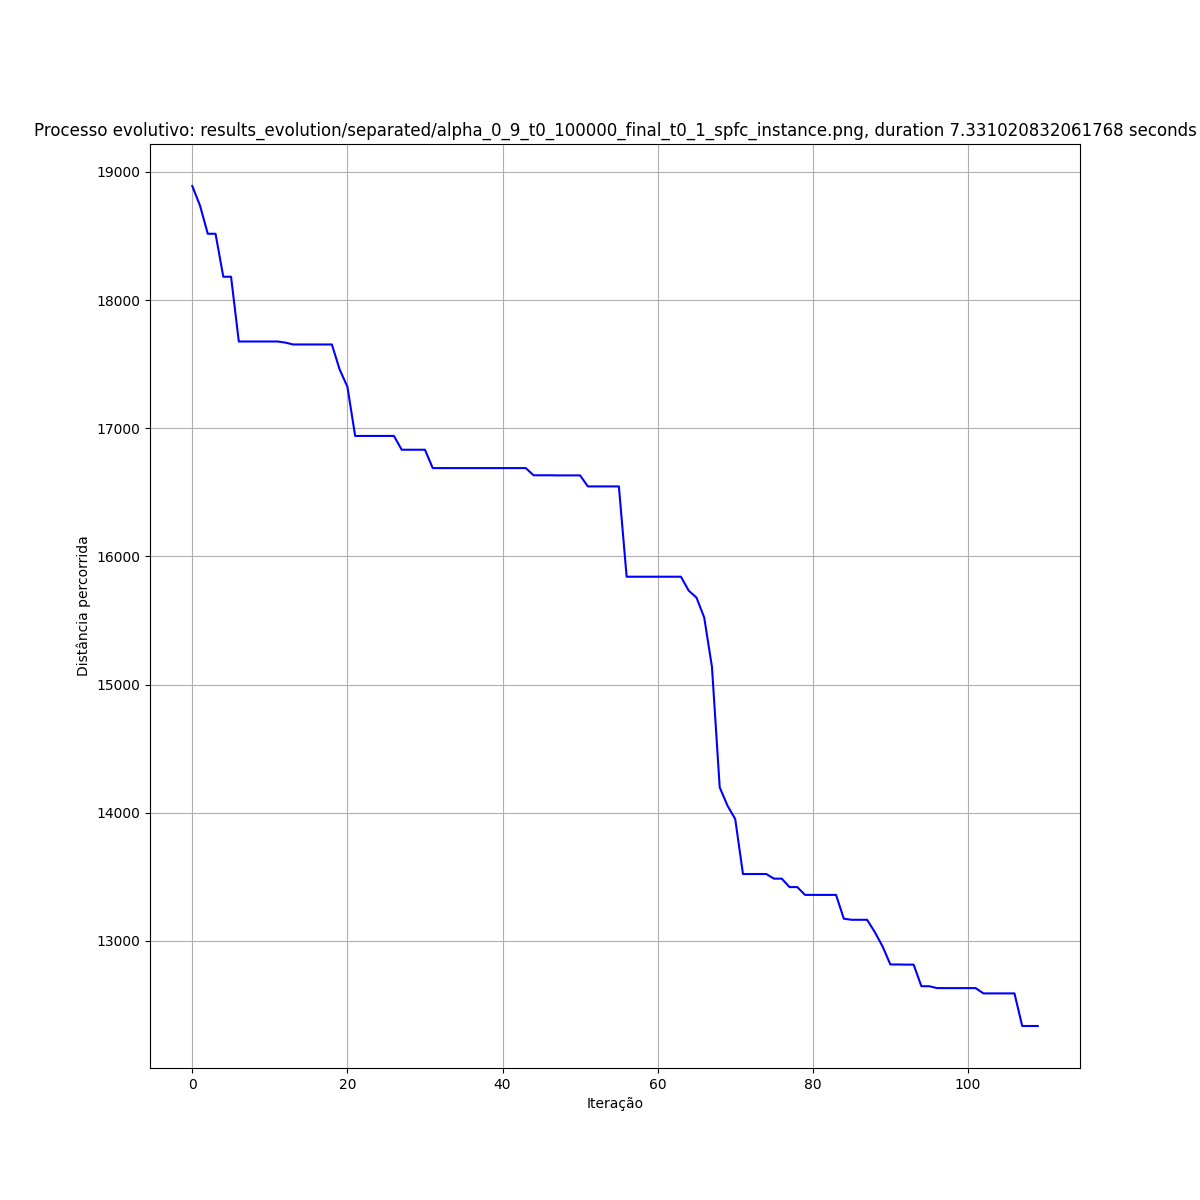 Processo evolutivo: results_evolution/separated/alpha_0_9_t0_100000_final_t0_1_spfc_instance.png, duration 7.331020832061768 seconds
19000
18000
17000
16000
15000
14000
13000
Distância percorrida
0 20 40 60 80 100
Iteração